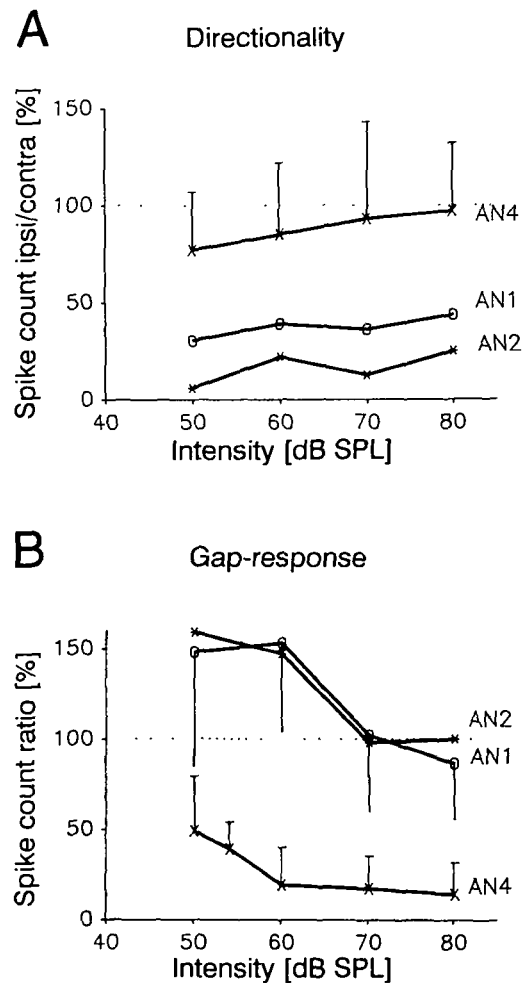 A
Directionality
Spike count ipsi/contra [%]
150
100
50
0
AN4
AN1
AN2
40 50 60 70 80
Intensity [dB SPL]
B
Gap-response
Spike count ratio [%]
150
100
50
0
AN2
AN1
AN4
40 50 60 70 80
Intensity [dB SPL]